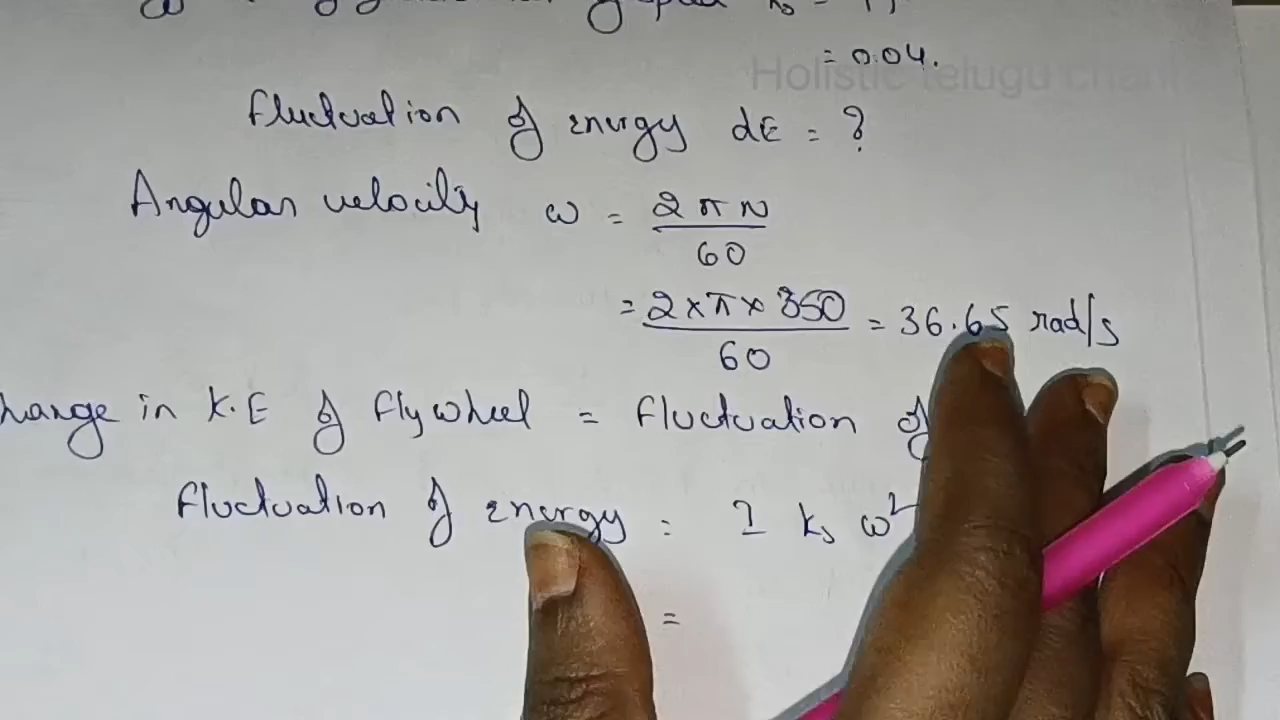 = 0.04.
Holistic telugu chan
Fluctuation of energy dE = ?
Angular velocity ω = 2πN / 60
= 2×π×350 / 60 = 36.65 rad/s
hange in K.E of flywheel = Fluctuation of
Fluctuation of energy = I ks ω²
=